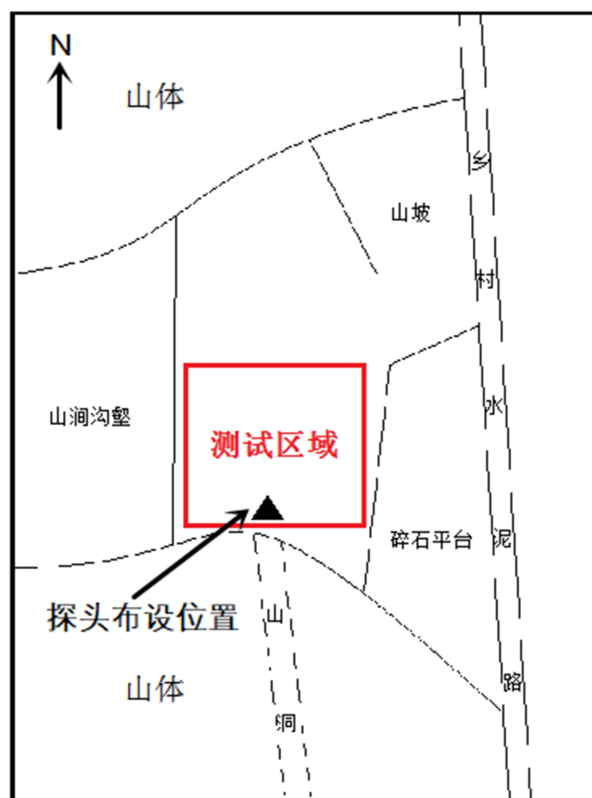 N
山体
乡村水泥路
山坡
山涧沟壑
测试区域
碎石平台
探头布设位置
山洞
山体